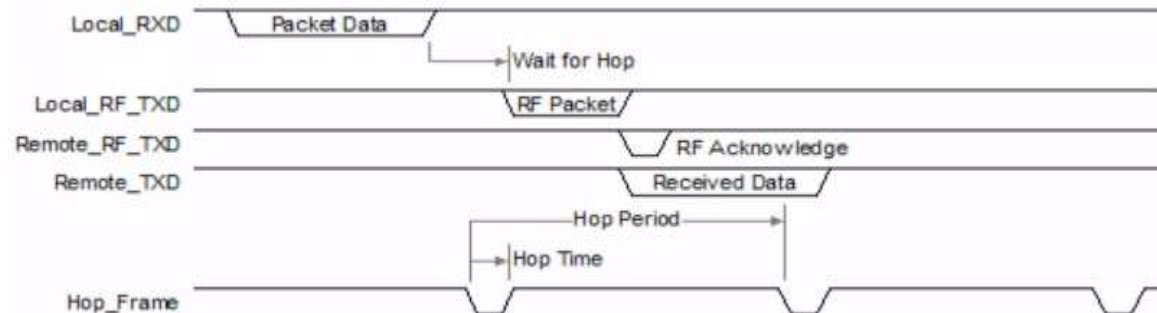 Local_RXD
Packet Data
Wait for Hop
Local_RF_TXD
RF Packet
Remote_RF_TXD
RF Acknowledge
Remote_TXD
Received Data
Hop Period
Hop Time
Hop_Frame